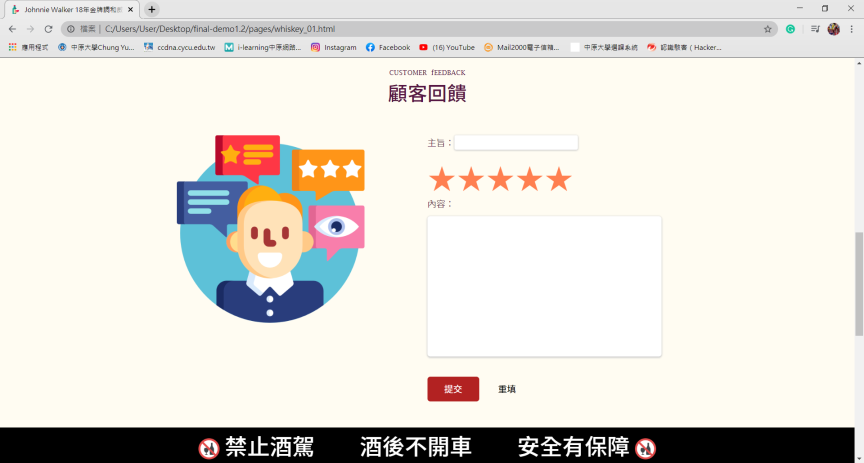 Johnnie Walker 18年金牌調和
檔案 | C:/Users/User/Desktop/final-demo1.2/pages/whiskey_01.html
應用程式 中原大學Chung Yu... ccdna.cycu.edu.tw i-learning中原網路... Instagram Facebook (16) YouTube Mail2000電子信箱... 中原大學選課系統 認識駭客 ( Hacker...
CUSTOMER fEEDBACK
顧客回饋
主旨：
內容：
提交 重填
禁止酒駕 酒後不開車 安全有保障